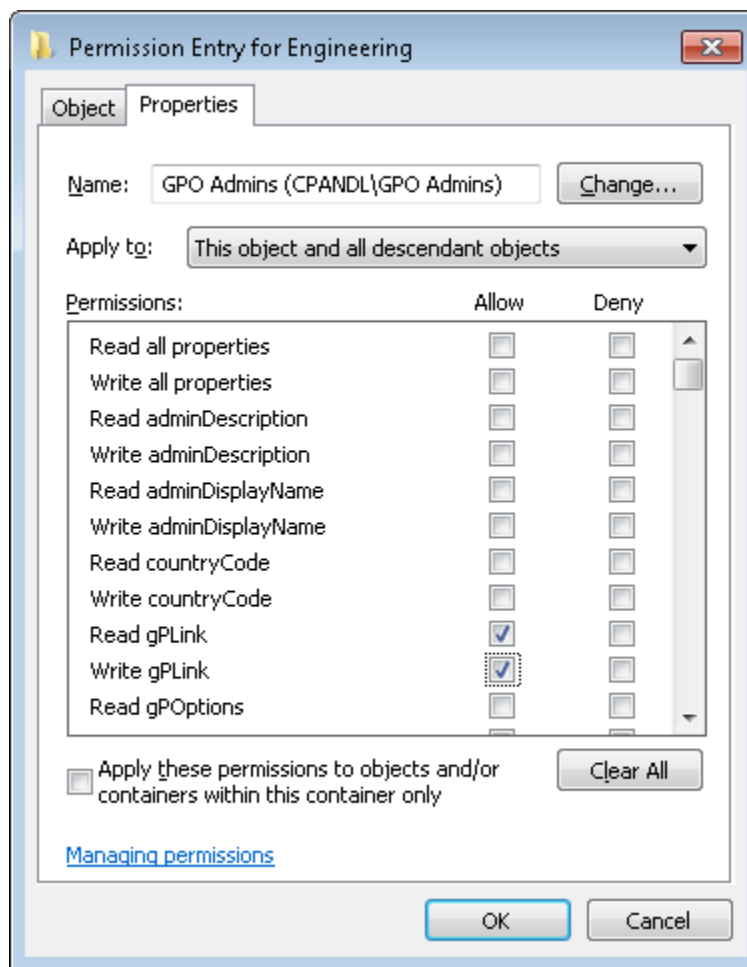 Permission Entry for Engineering
Object
Properties
Name: GPO Admins (CPANDL\GPO Admins) Change...
Apply to: This object and all descendant objects
Permissions: Allow Deny
Read all properties
Write all properties
Read adminDescription
Write adminDescription
Read adminDisplayName
Write adminDisplayName
Read countryCode
Write countryCode
Read gPLink
Write gPLink
Read gPOptions
Apply these permissions to objects and/or
containers within this container only
Clear All
Managing permissions
OK Cancel